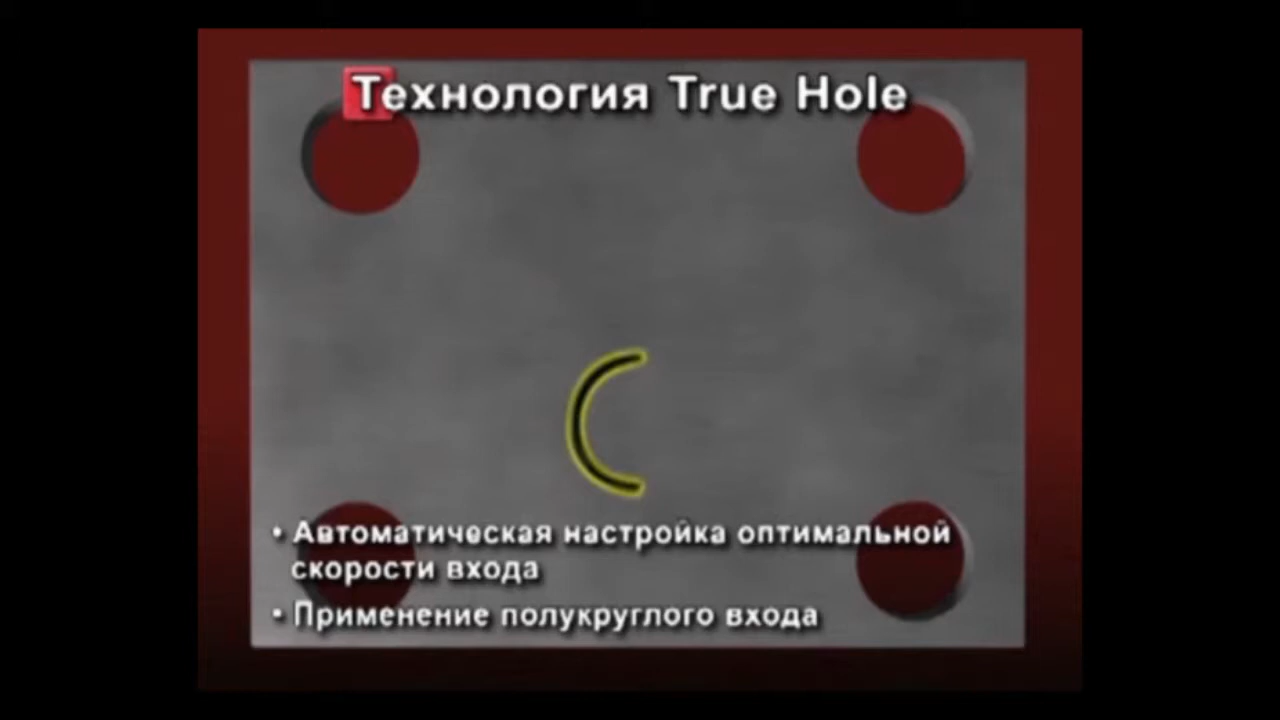 Технология True Hole
• Автоматическая настройка оптимальной
скорости входа
• Применение полукруглого входа